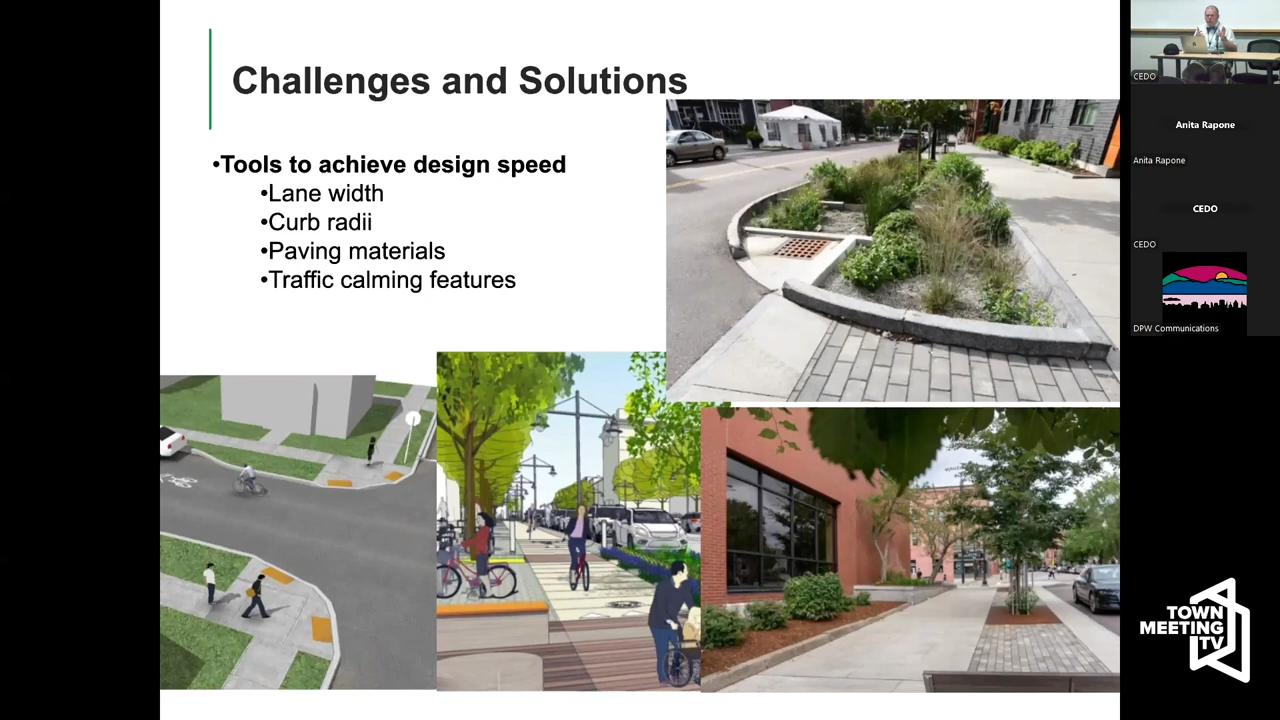 Challenges and Solutions
•Tools to achieve design speed
•Lane width
•Curb radii
•Paving materials
•Traffic calming features
CEDO
Anita Rapone
Anita Rapone
CEDO
CEDO
DPW Communications
TOWN
MEETING
TV